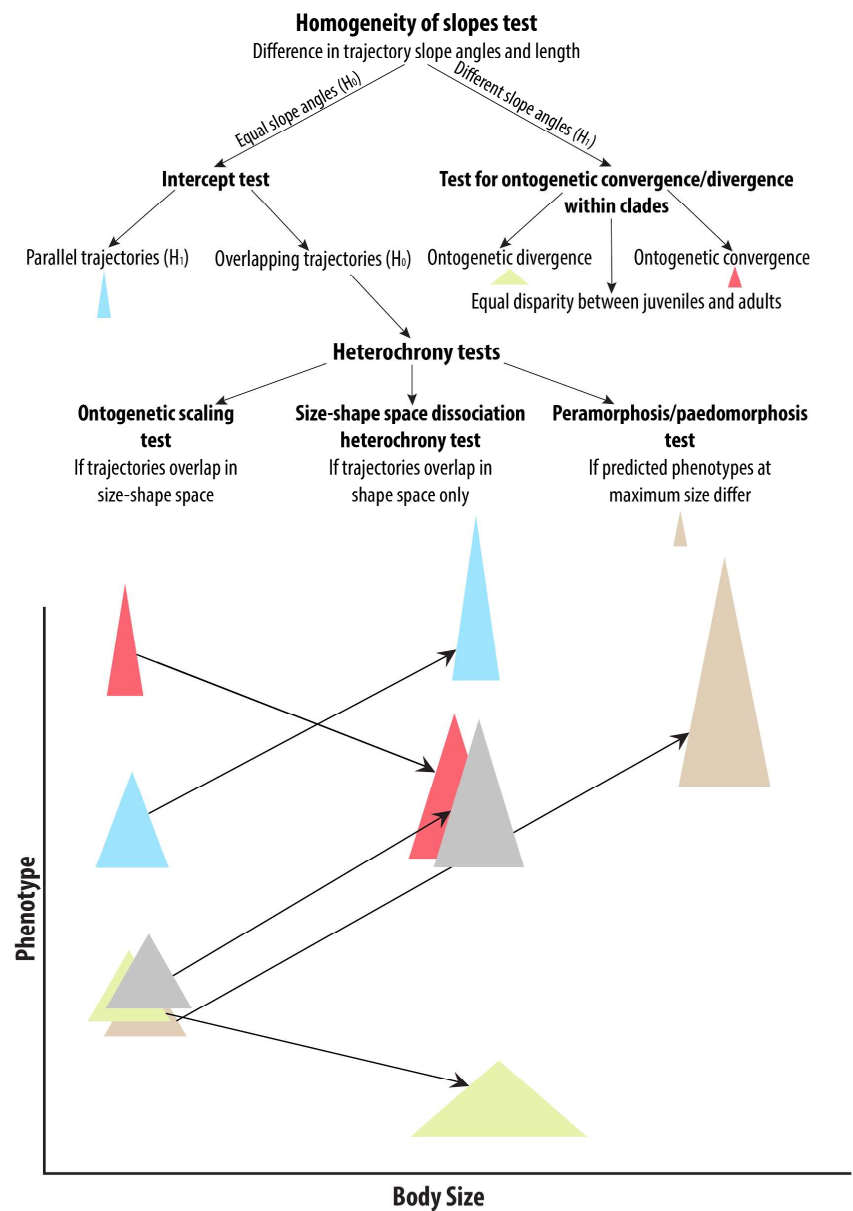 Homogeneity of slopes test
Difference in trajectory slope angles and length
Equal slope angles (H₀)
Different slope angles (H₁)
Intercept test
Test for ontogenetic convergence/divergence
within clades
Parallel trajectories (H₁)
Overlapping trajectories (H₀)
Ontogenetic divergence
Ontogenetic convergence
Equal disparity between juveniles and adults
Heterochrony tests
Ontogenetic scaling
test
If trajectories overlap in
size-shape space
Size-shape space dissociation
heterochrony test
If trajectories overlap in
shape space only
Peramorphosis/paedomorphosis
test
If predicted phenotypes at
maximum size differ
Phenotype
Body Size